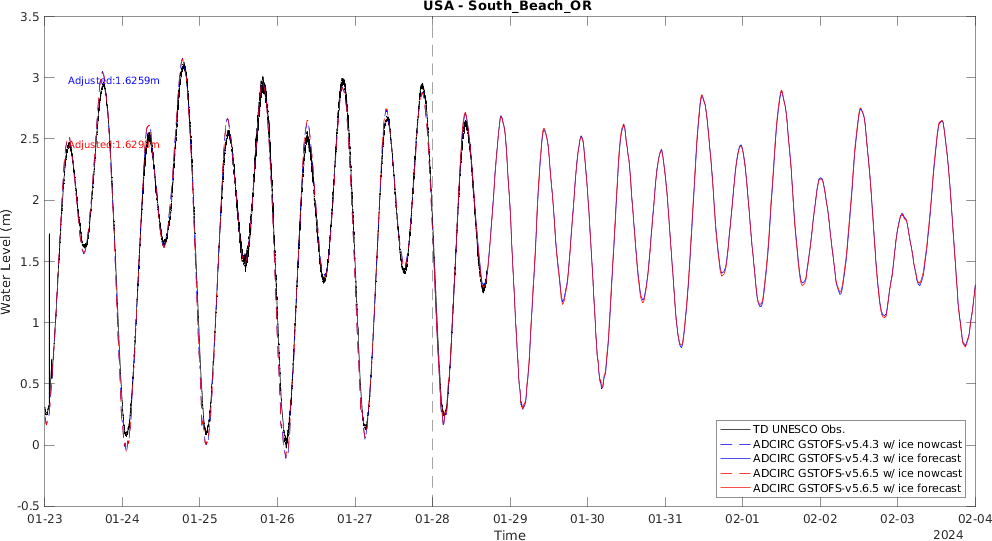 USA - South_Beach_OR
3.5
3
2.5
2
1.5
1
0.5
0
-0.5
Water Level (m)
Adjusted:1.6259m
TD UNESCO Obs.
ADCIRC GSTOFS-v5.4.3 w/ ice nowcast
ADCIRC GSTOFS-v5.4.3 w/ ice forecast
ADCIRC GSTOFS-v5.6.5 w/ ice nowcast
ADCIRC GSTOFS-v5.6.5 w/ ice forecast
01-23 01-24 01-25 01-26 01-27 01-28 01-29 01-30 01-31 02-01 02-02 02-03 02-04
Time
2024